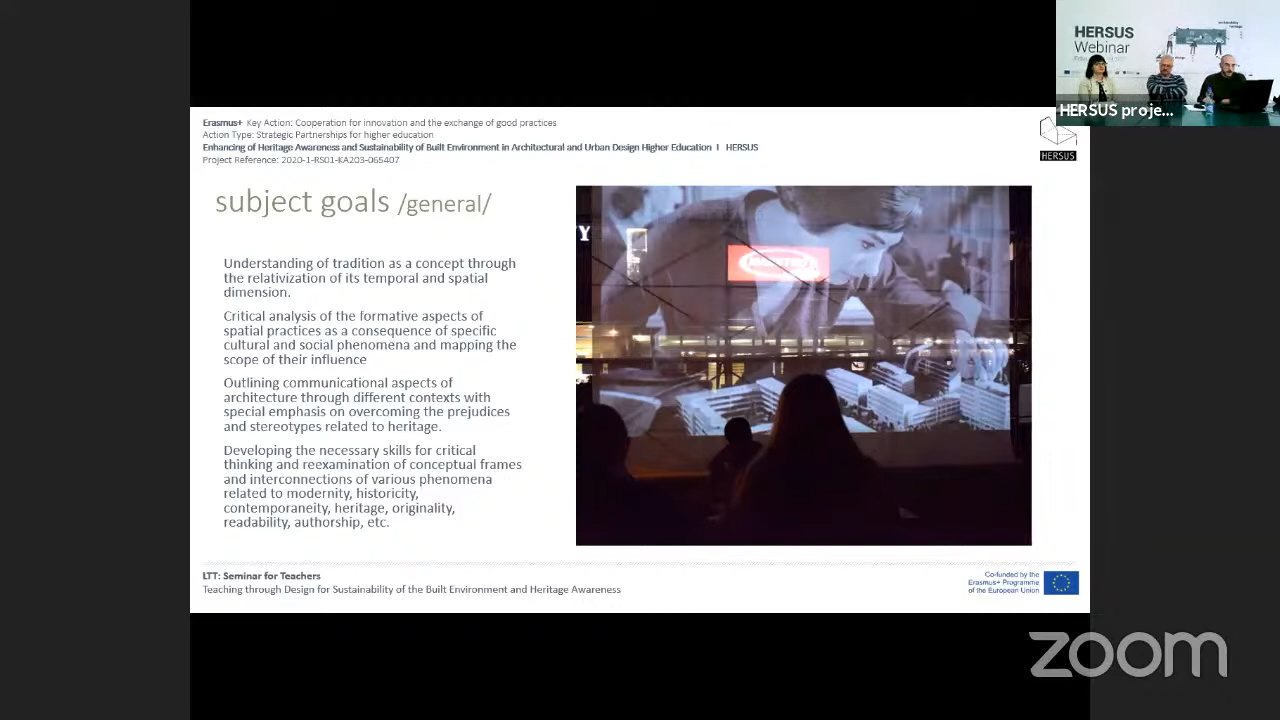 HERSUS
Webinar
HERSUS proje...
Erasmus+ Key Action: Cooperation for innovation and the exchange of good practices
Action Type: Strategic Partnerships for higher education
Enhancing of Heritage Awareness and Sustainability of Built Environment in Architectural and Urban Design Higher Education I HERSUS
Project Reference: 2020-1-RS01-KA203-065407
HERSUS
subject goals /general/
Understanding of tradition as a concept through
the relativization of its temporal and spatial
dimension.
Critical analysis of the formative aspects of
spatial practices as a consequence of specific
cultural and social phenomena and mapping the
scope of their influence
Outlining communicational aspects of
architecture through different contexts with
special emphasis on overcoming the prejudices
and stereotypes related to heritage.
Developing the necessary skills for critical
thinking and reexamination of conceptual frames
and interconnections of various phenomena
related to modernity, historicity,
contemporaneity, heritage, originality,
readability, authorship, etc.
Y
LTT: Seminar for Teachers
Teaching through Design for Sustainability of the Built Environment and Heritage Awareness
Co-funded by the
Erasmus+ Programme
of the European Union
zoom